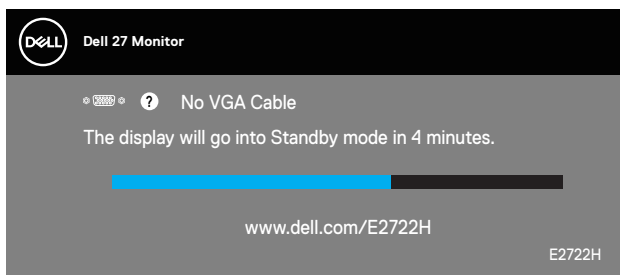 DELL
Dell 27 Monitor
? No VGA Cable
The display will go into Standby mode in 4 minutes.
www.dell.com/E2722H
E2722H